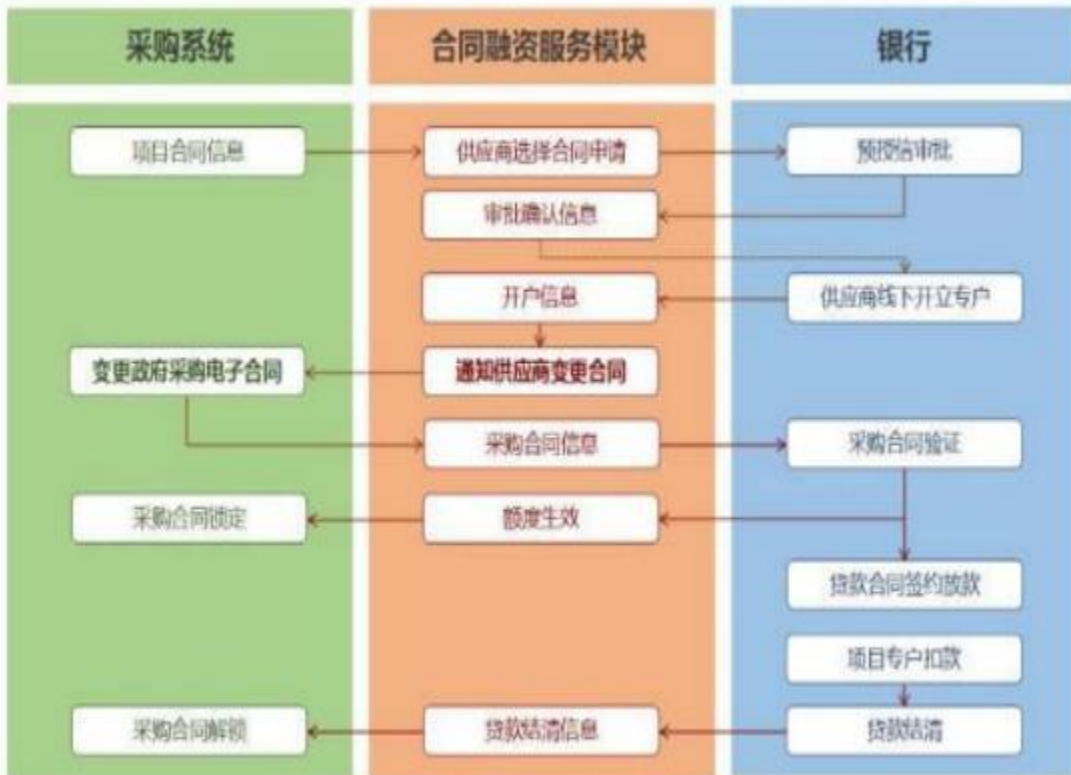 采购系统 合同融资服务模块 银行
项目合同信息 供应商选择合同申请 预授信审批
审批确认信息
开户信息 供应商线下开立专户
变更政府采购电子合同 通知供应商变更合同
采购合同信息 采购合同验证
采购合同锁定 额度生效
贷款合同签约放款
项目专户扣款
采购合同解锁 贷款结清信息 贷款结清